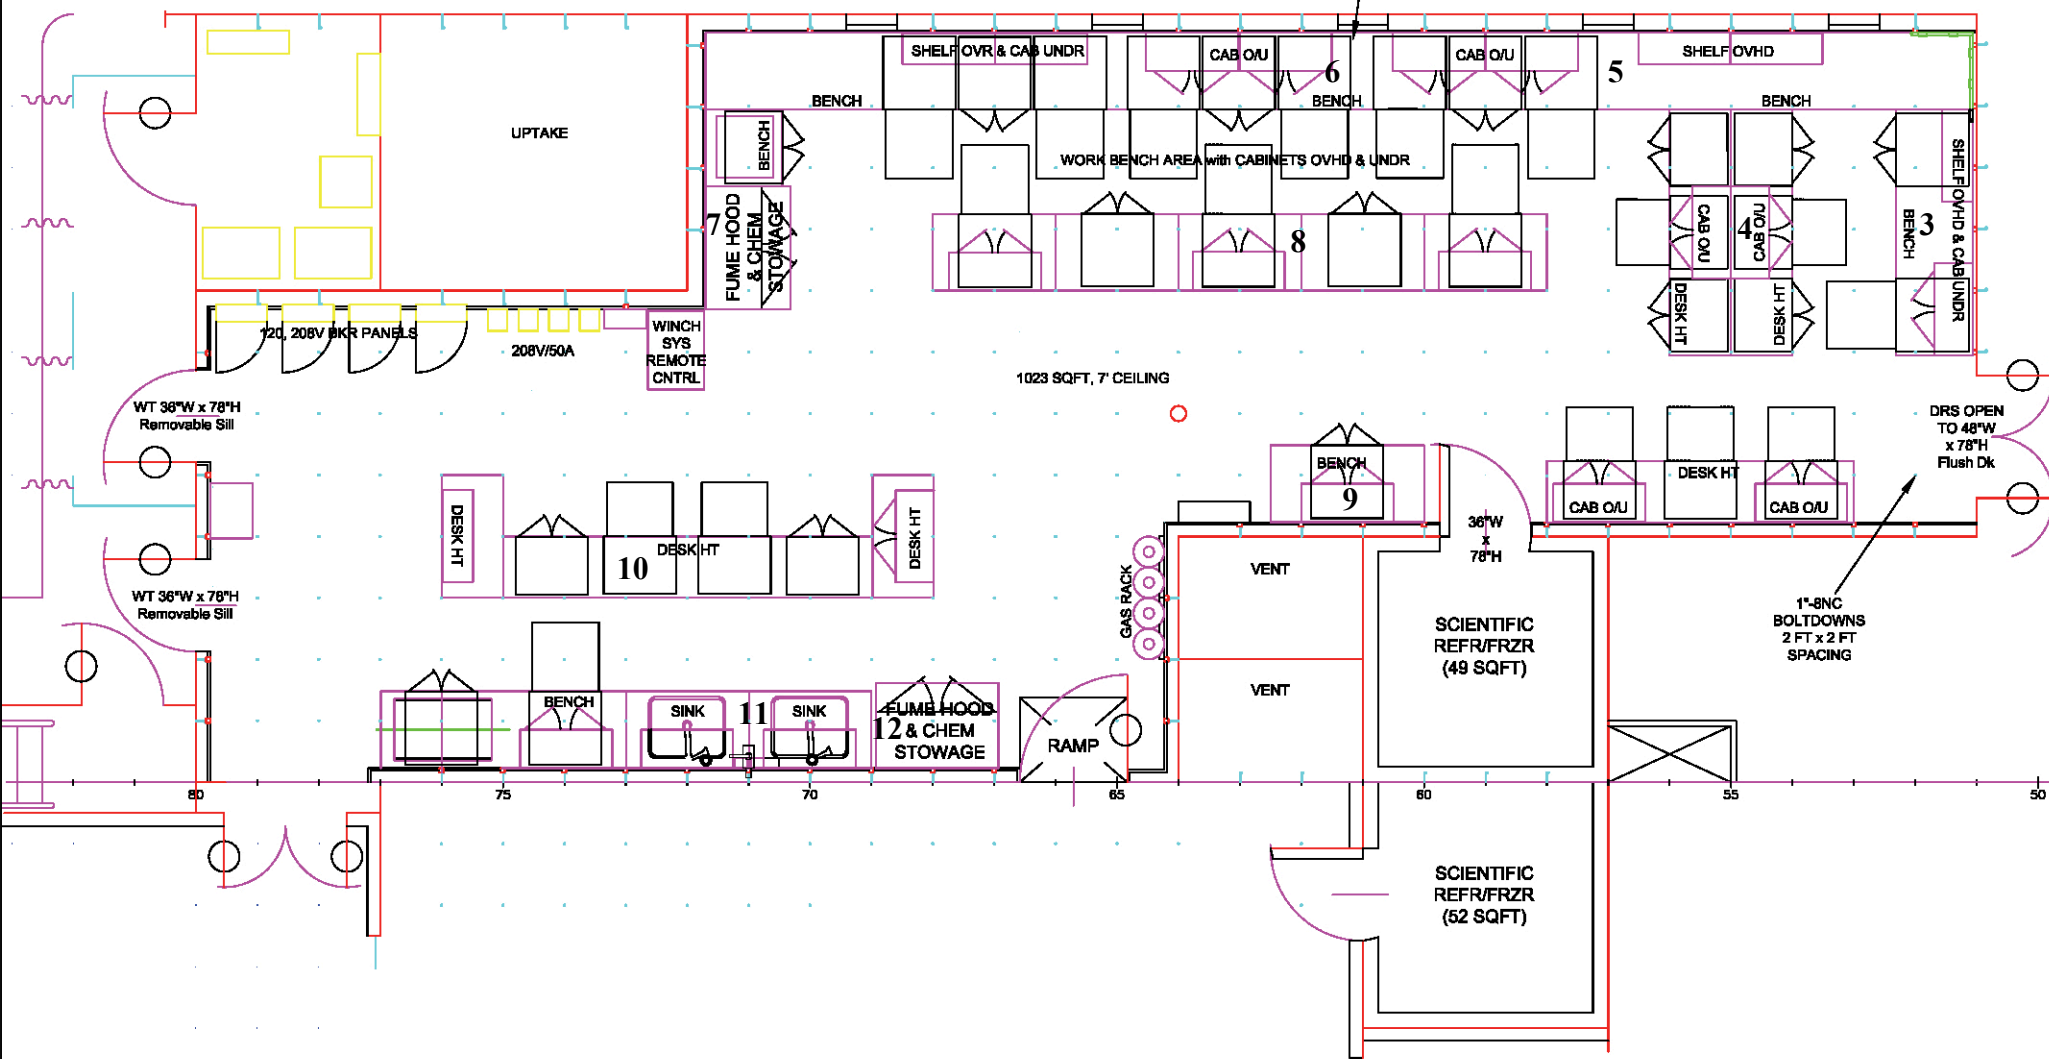 SHELF OVR & CAB UNDR
CAB O/U
6
CAB O/U
5
SHELF OVHD
BENCH
BENCH
BENCH
UPTAKE
BENCH
WORK BENCH AREA with CABINETS OVHD & UNDR
7
FUME HOOD
& CHEM
STOWAGE
8
CAB O/U
4
CAB O/U
BENCH
3
SHELF OVHD & CAB UNDR
DESK HT
DESK HT
120, 208V BKR PANELS
208V/50A
WINCH
SYS
REMOTE
CNTRL
1023 SQFT, 7' CEILING
WT 36"W x 78"H
Removable Sill
DRS OPEN
TO 48"W
x 78"H
Flush Dk
BENCH
9
DESK HT
CAB O/U
CAB O/U
36"W
x
78"H
DESK HT
DESK HT
10
DESK HT
GAS RACK
VENT
WT 36"W x 78"H
Removable Sill
1"-8NC
BOLTDOWNS
2 FT x 2 FT
SPACING
SCIENTIFIC
REFR/FRZR
(49 SQFT)
VENT
BENCH
SINK
11
SINK
12
FUME HOOD
& CHEM
STOWAGE
RAMP
80
75
70
65
60
55
50
SCIENTIFIC
REFR/FRZR
(52 SQFT)